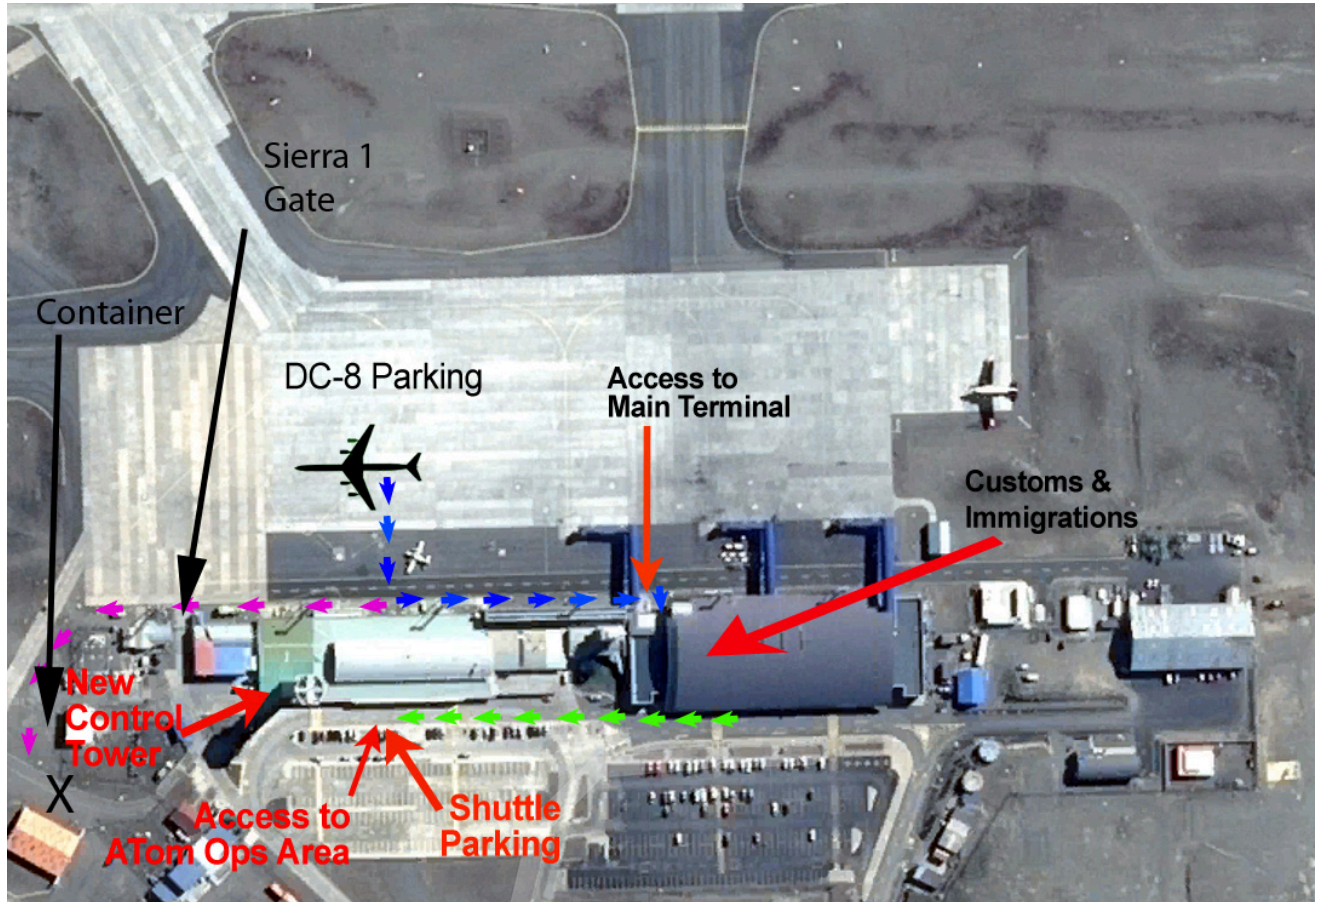 Sierra 1
Gate
Container
DC-8 Parking
Access to
Main Terminal
Customs &
Immigrations
New
Control
Tower
X
Access to
ATom Ops Area
Shuttle
Parking